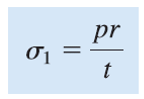 σ₁ = pr/t